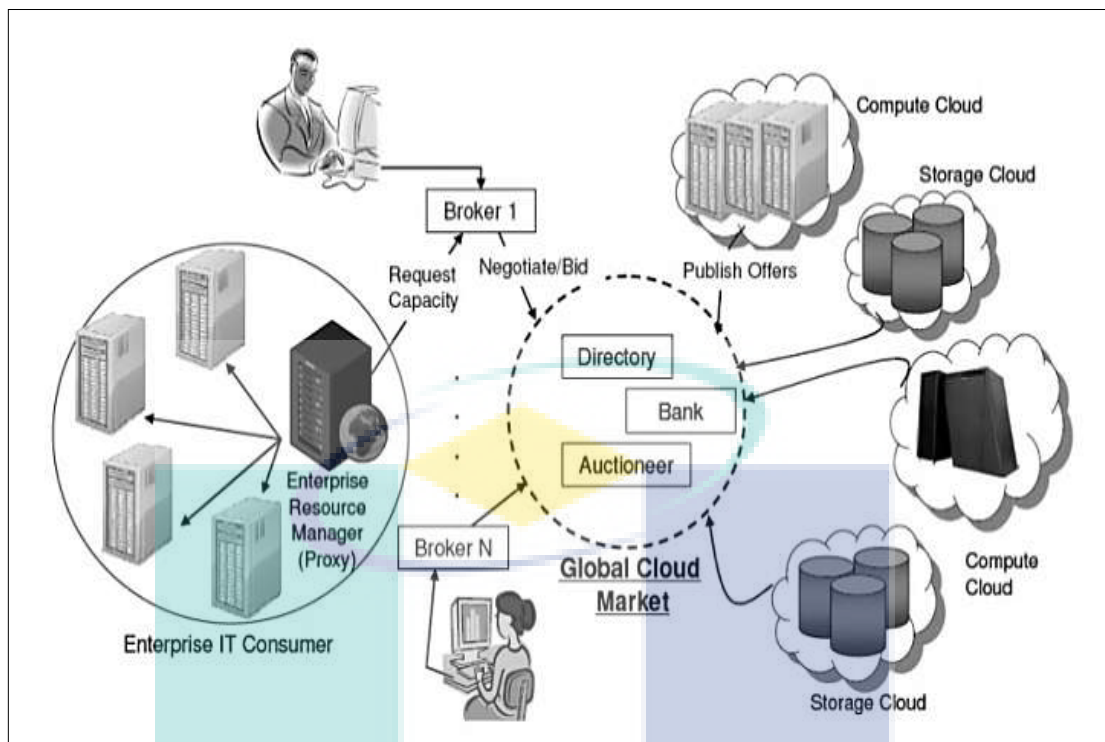 Compute Cloud
Storage Cloud
Broker 1
Request
Capacity
Negotiate/Bid
Publish Offers
Directory
Bank
Auctioneer
Enterprise
Resource
Manager
(Proxy)
Broker N
Global Cloud
Market
Compute
Cloud
Enterprise IT Consumer
Storage Cloud